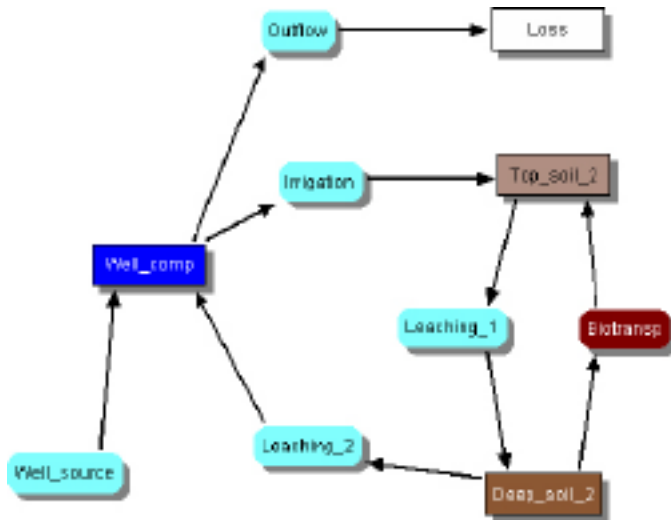 Outflow
Loss
Irrigation
Top_soil_2
Well_comp
Leaching_1
Biotransp
Leaching_2
Well_source
Deep_soil_2